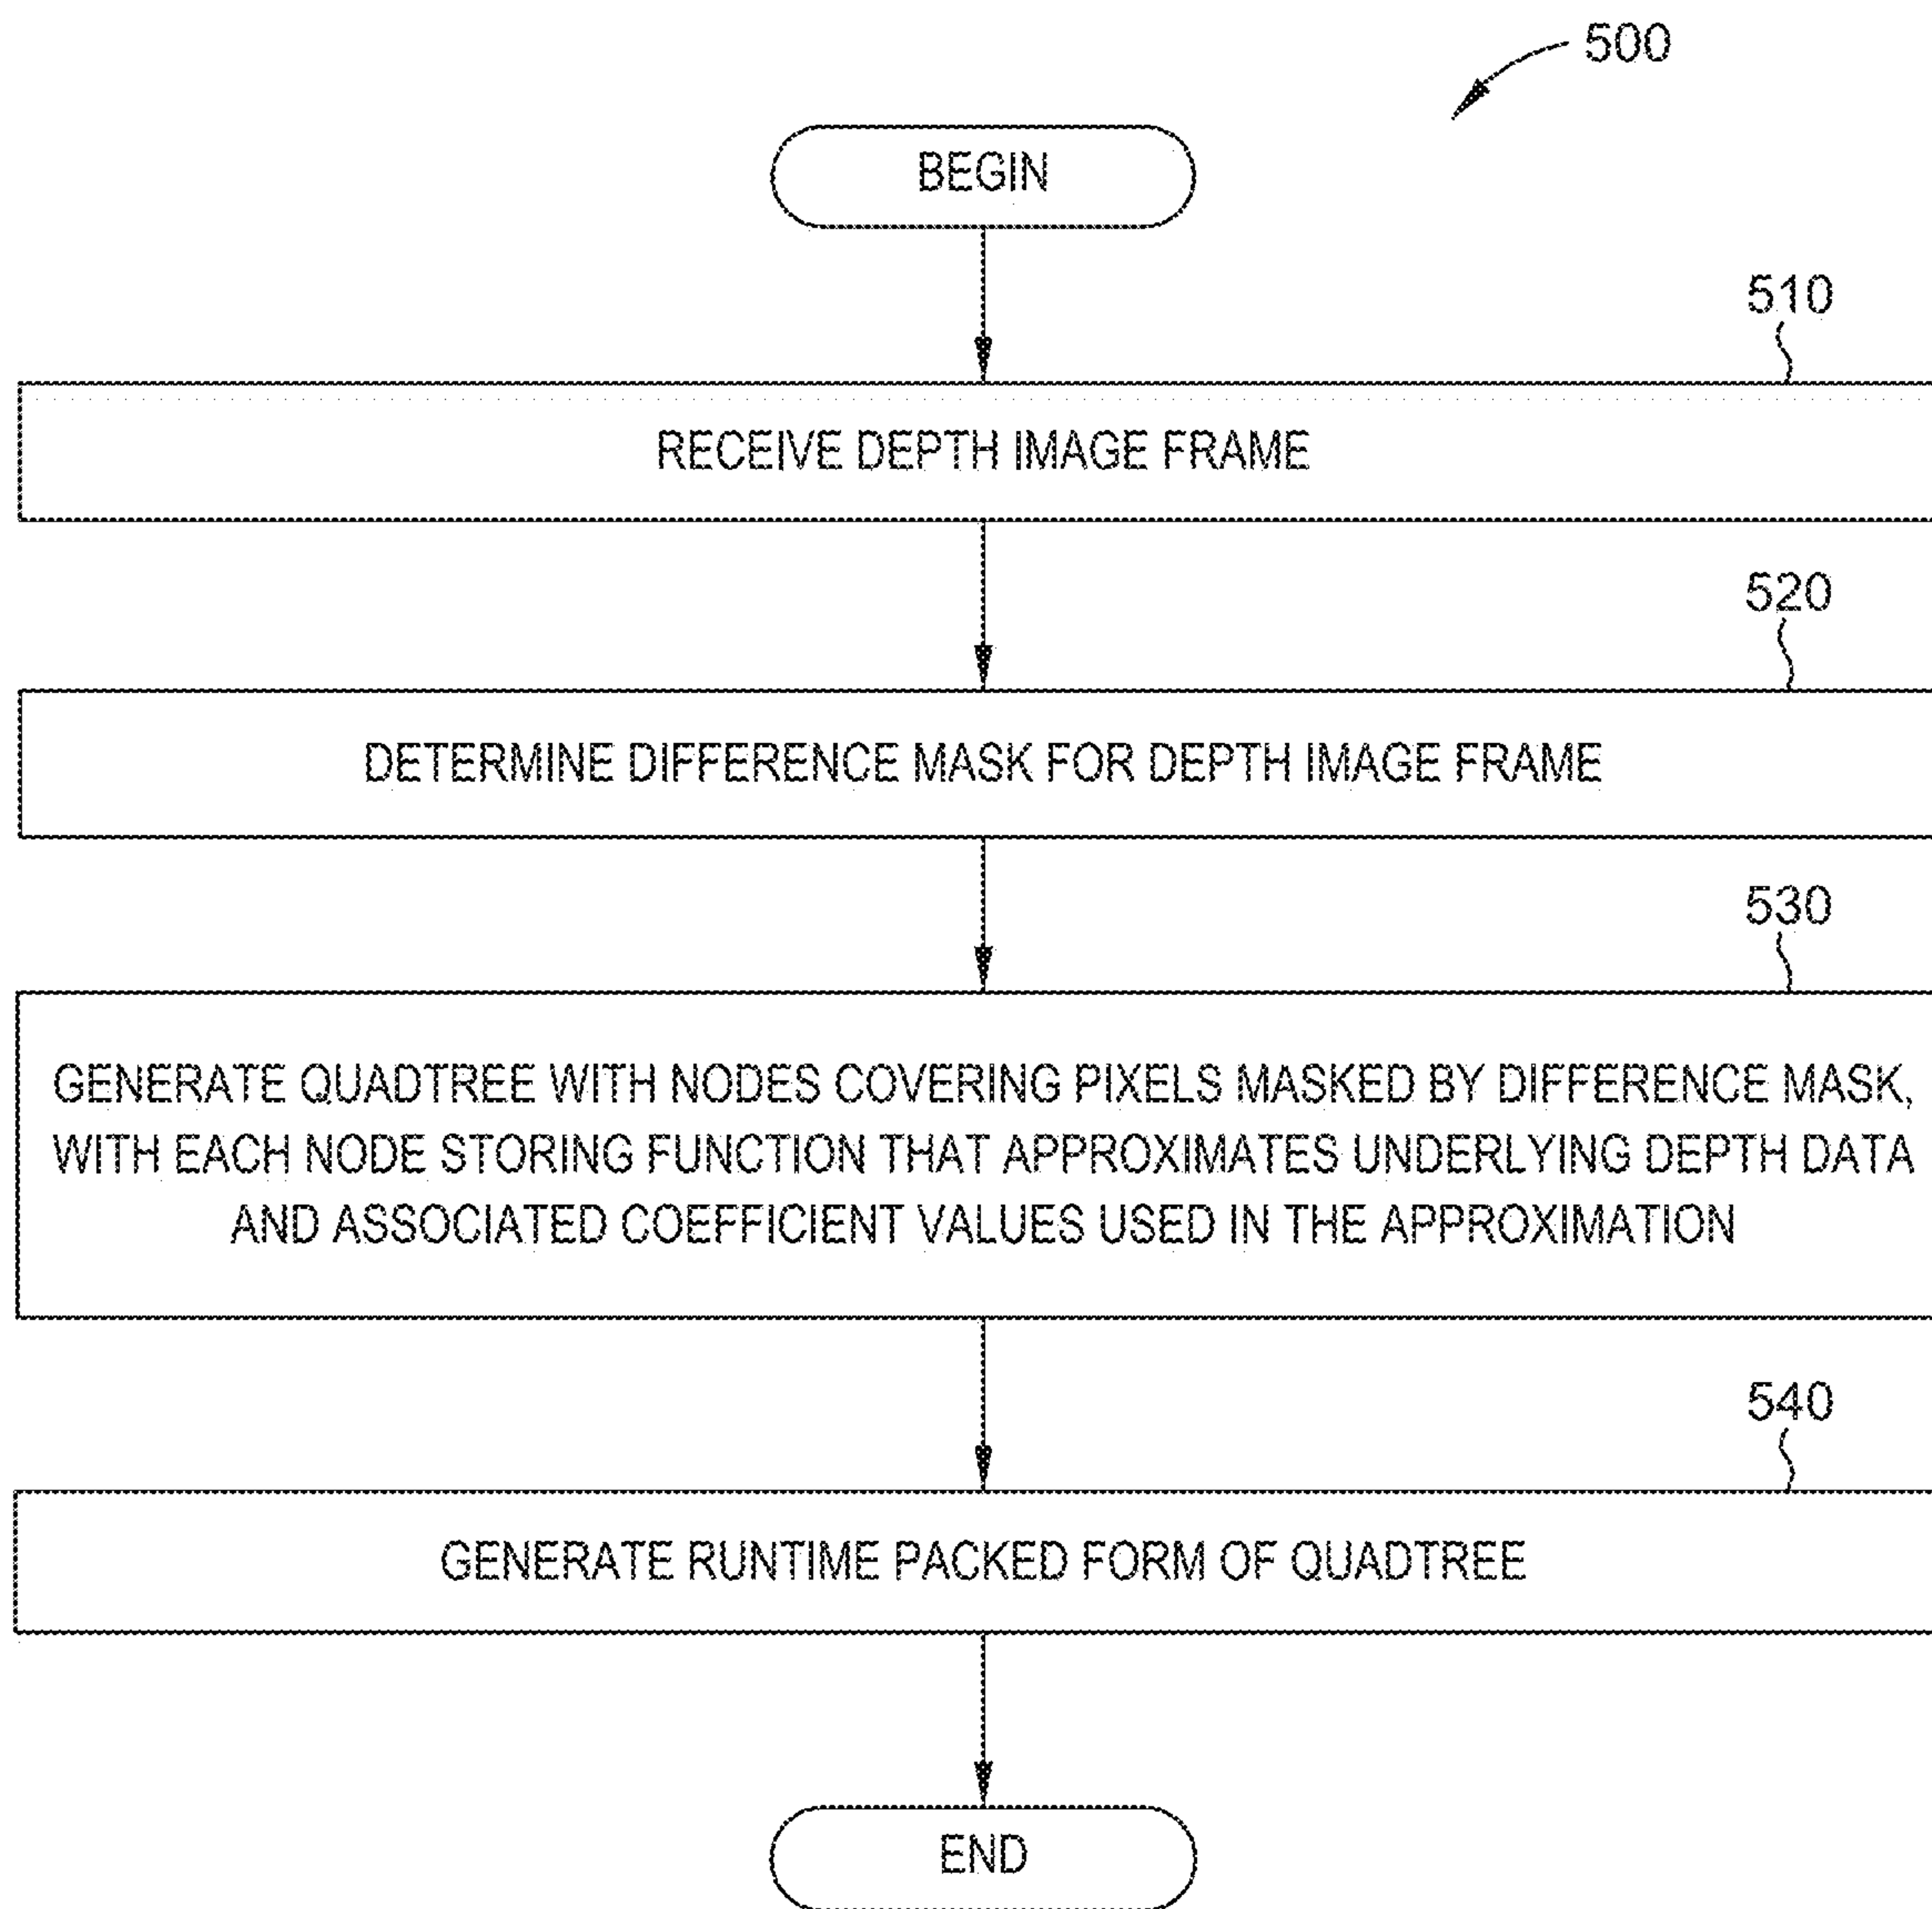 500
BEGIN
510
RECEIVE DEPTH IMAGE FRAME
520
DETERMINE DIFFERENCE MASK FOR DEPTH IMAGE FRAME
530
GENERATE QUADTREE WITH NODES COVERING PIXELS MASKED BY DIFFERENCE MASK,
WITH EACH NODE STORING FUNCTION THAT APPROXIMATES UNDERLYING DEPTH DATA
AND ASSOCIATED COEFFICIENT VALUES USED IN THE APPROXIMATION
540
GENERATE RUNTIME PACKED FORM OF QUADTREE
END